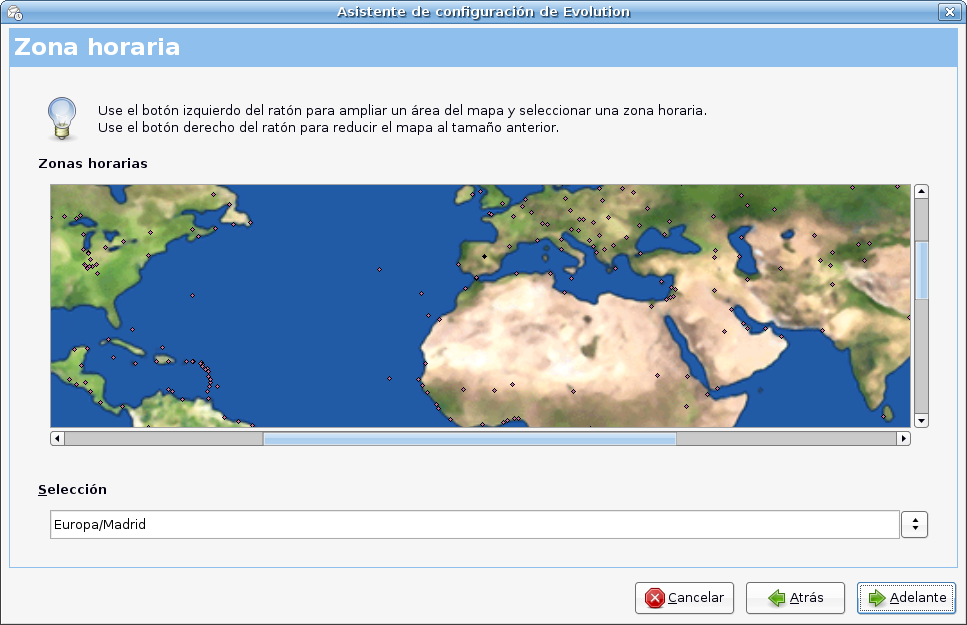 Asistente de configuración de Evolution
Zona horaria
Use el botón izquierdo del ratón para ampliar un área del mapa y seleccionar una zona horaria.
Use el botón derecho del ratón para reducir el mapa al tamaño anterior.
Zonas horarias
Selección
Europa/Madrid
Cancelar
Atrás
Adelante